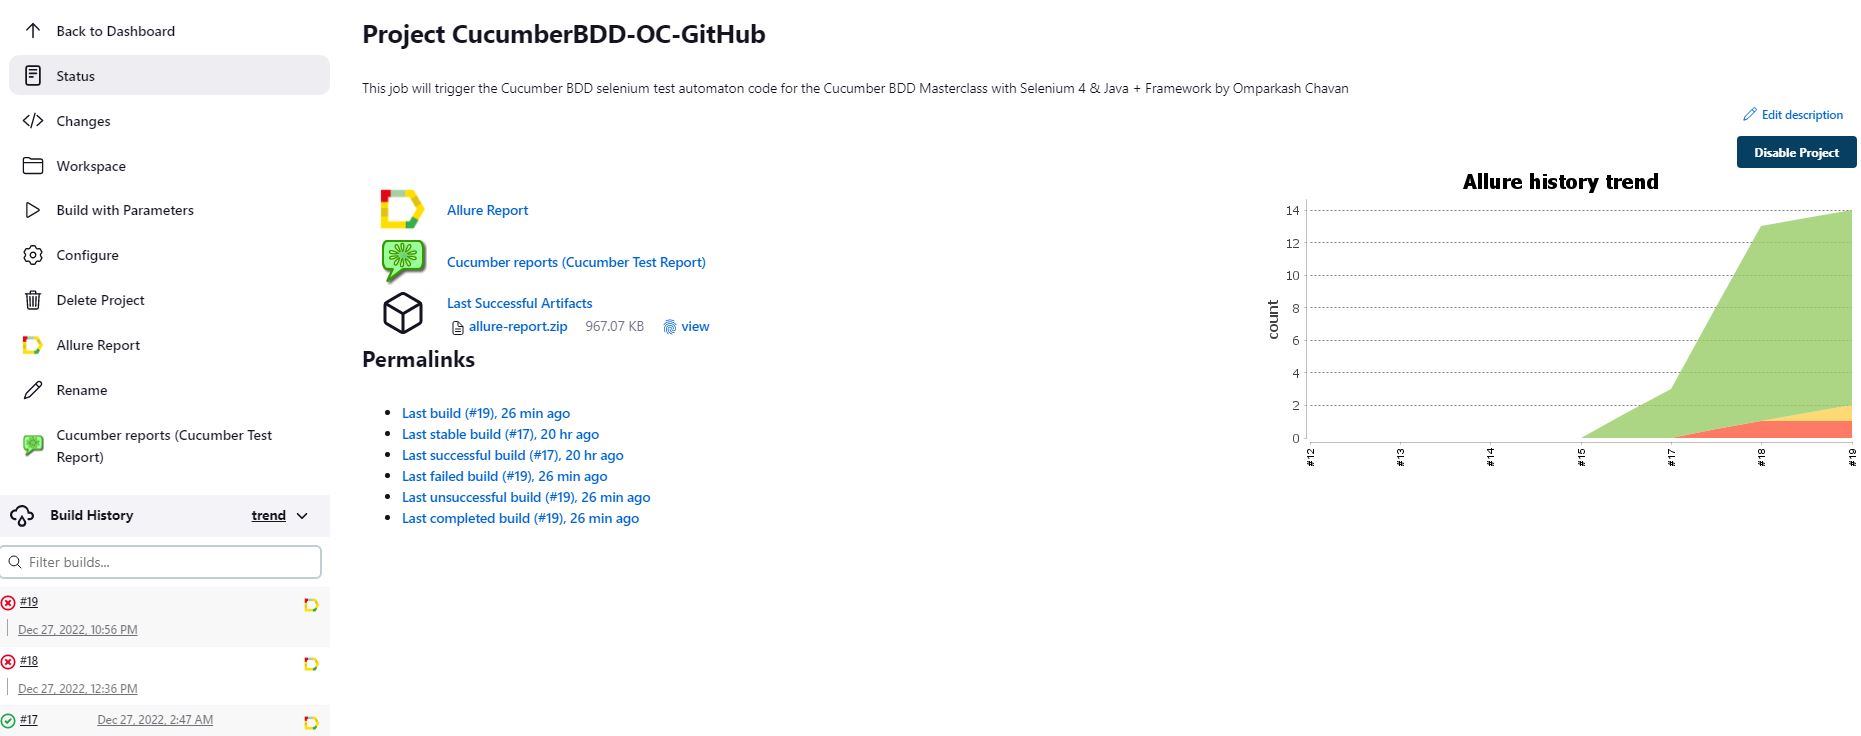 Back to Dashboard
Status
Changes
Workspace
Build with Parameters
Configure
Delete Project
Allure Report
Rename
Cucumber reports (Cucumber Test
Report)
Build History
trend
Filter builds...
#19
Dec 27, 2022, 10:56 PM
#18
Dec 27, 2022, 12:36 PM
#17 Dec 27, 2022, 2:47 AM
Project CucumberBDD-OC-GitHub
This job will trigger the Cucumber BDD selenium test automaton code for the Cucumber BDD Masterclass with Selenium 4 & Java + Framework by Omparkash Chavan
Edit description
Disable Project
Allure Report
Cucumber reports (Cucumber Test Report)
Last Successful Artifacts
allure-report.zip 967.07 KB view
Permalinks
Last build (#19), 26 min ago
Last stable build (#17), 20 hr ago
Last successful build (#17), 20 hr ago
Last failed build (#19), 26 min ago
Last unsuccessful build (#19), 26 min ago
Last completed build (#19), 26 min ago
Allure history trend
count
14
12
10
8
6
4
2
0
#12
#13
#14
#15
#17
#18
#19